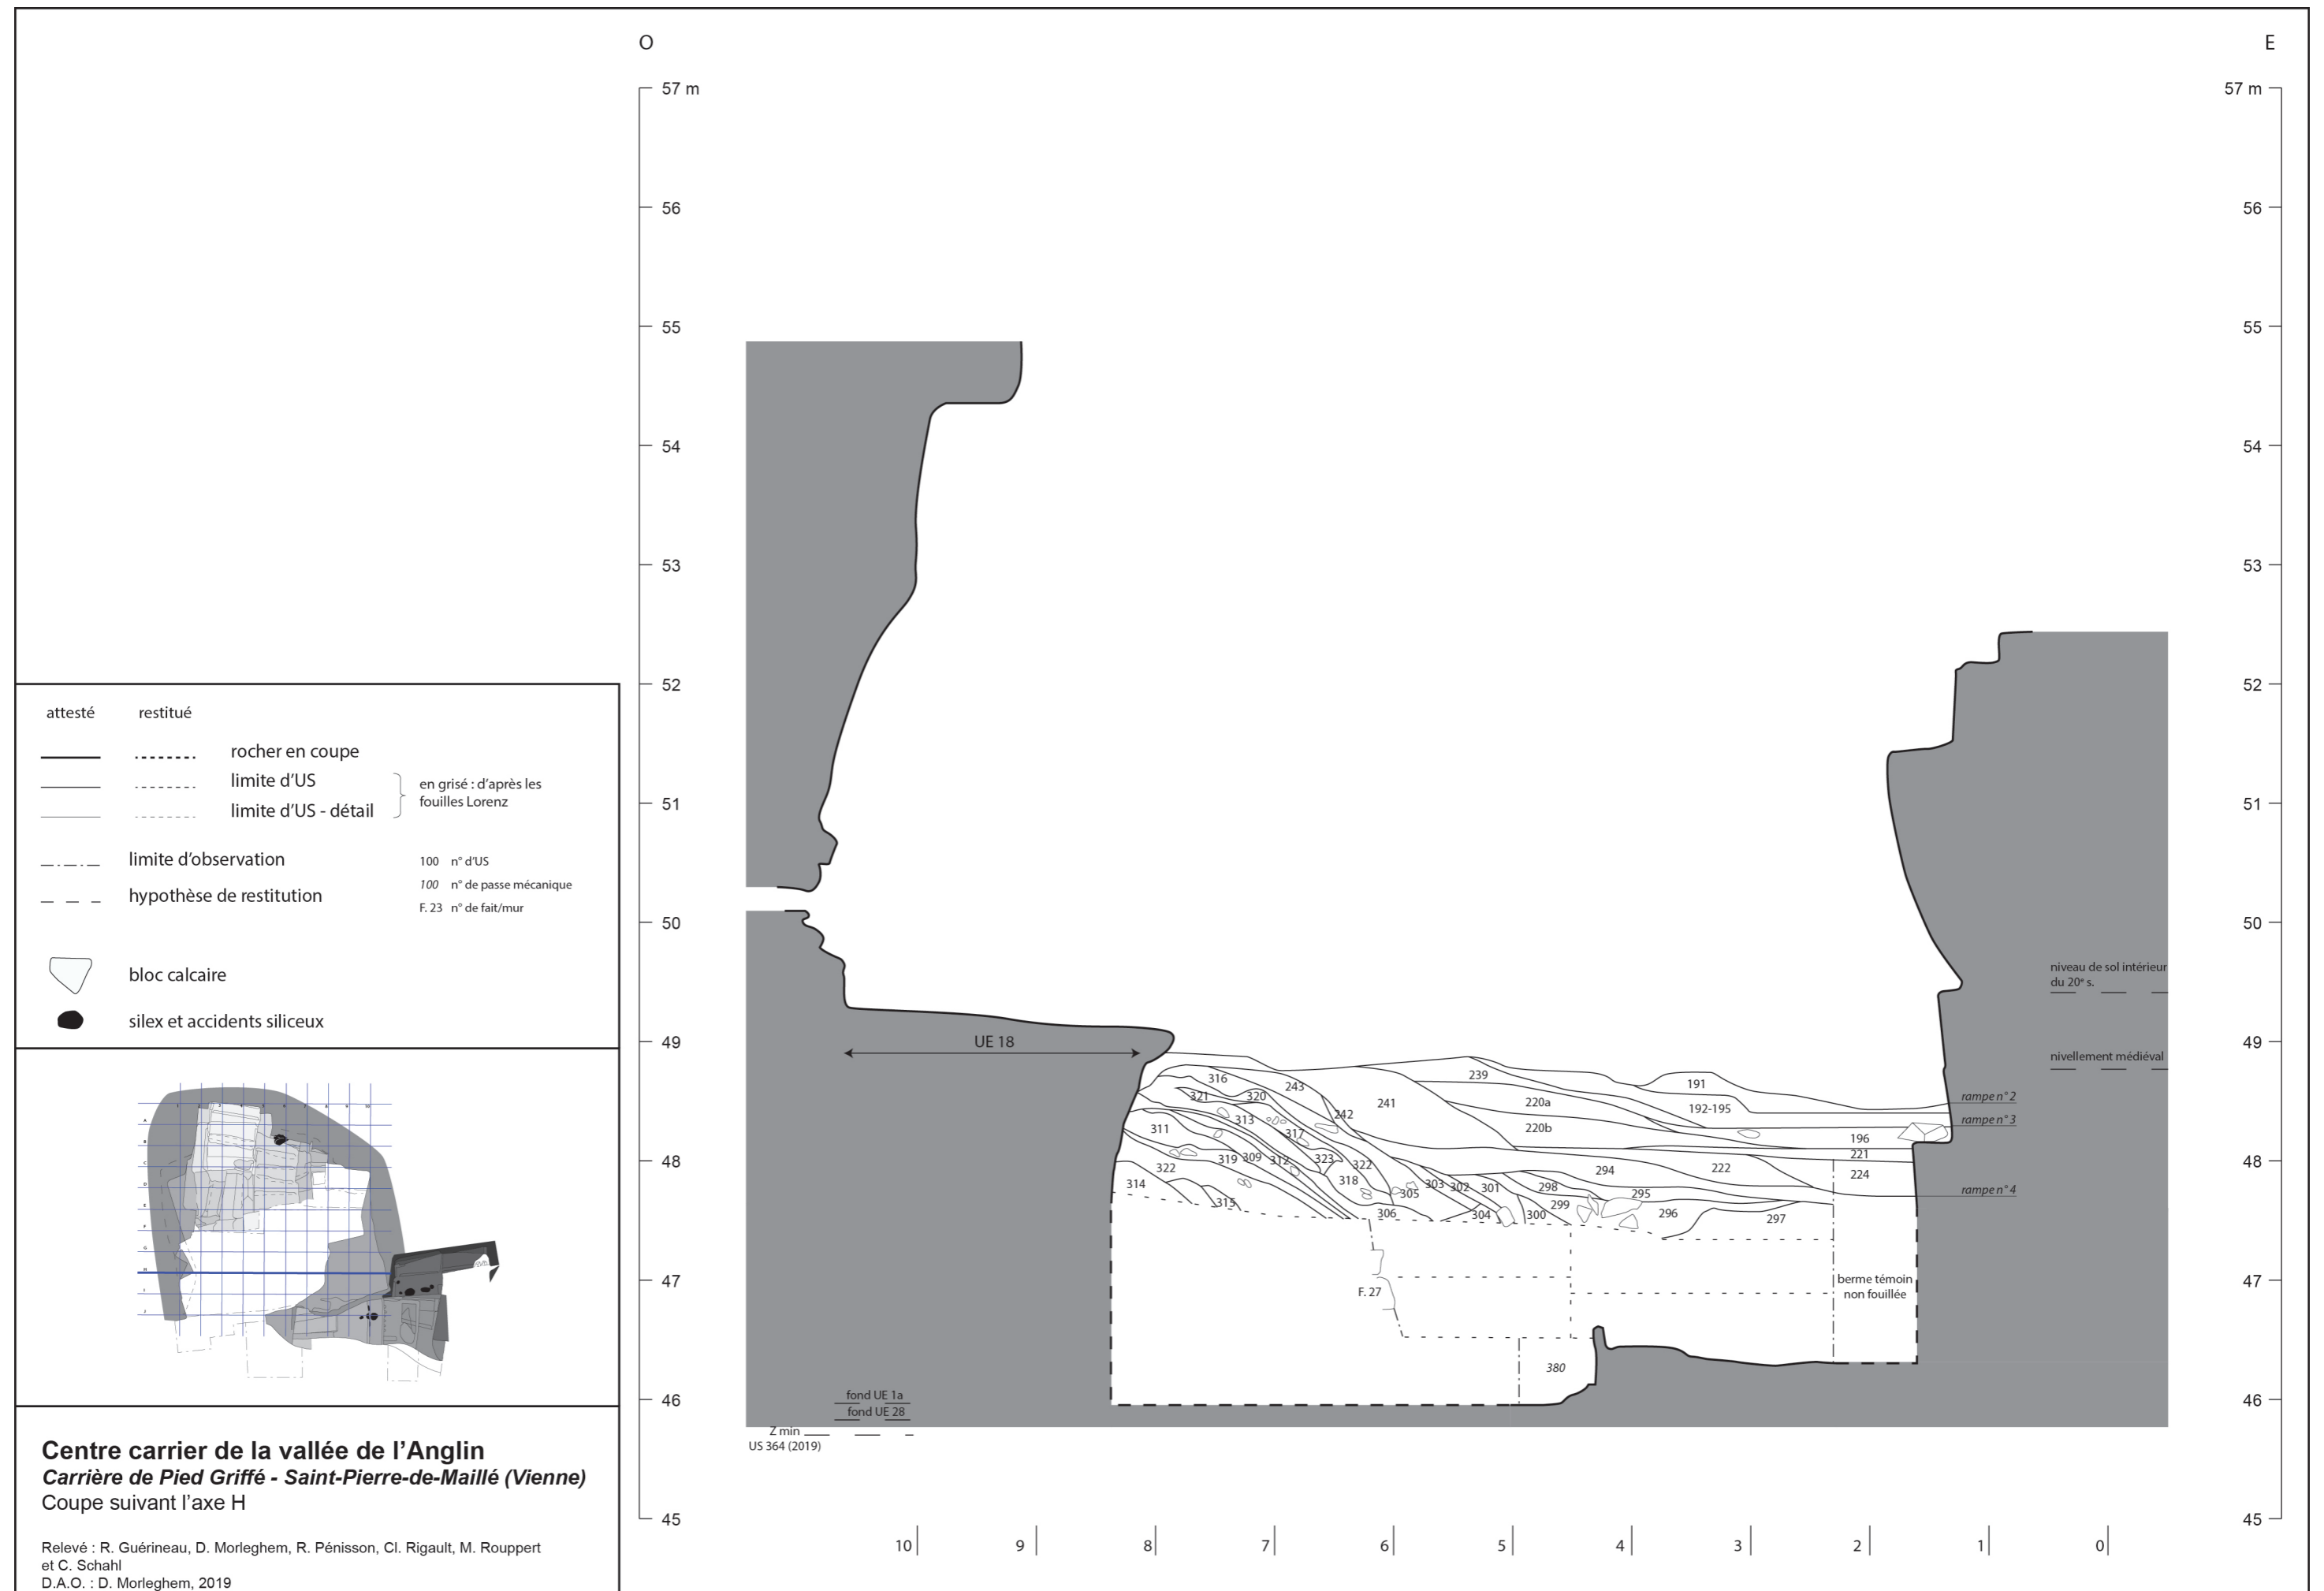 O
E
57 m
56
55
54
53
52
51
50
49
48
47
46
45
57 m
56
55
54
53
52
51
50
49
48
47
46
45
10
9
8
7
6
5
4
3
2
1
0
UE 18
316
243
239
191
321
320
241
220a
192-195
242
313
220b
311
317
196
221
319
309
312
323
322
294
222
224
322
318
303
302
301
298
314
305
295
315
299
306
304
300
296
297
F. 27
380
berme témoin
non fouillée
niveau de sol intérieur
du 20e s.
nivellement médiéval
rampe n° 2
rampe n° 3
rampe n° 4
fond UE 1a
fond UE 28
Z min
US 364 (2019)
attesté restitué
rocher en coupe
limite d'US
limite d'US - détail
en grisé : d'après les
fouilles Lorenz
limite d'observation
hypothèse de restitution
100 n° d'US
100 n° de passe mécanique
F. 23 n° de fait/mur
bloc calcaire
silex et accidents siliceux
Centre carrier de la vallée de l'Anglin
Carrière de Pied Griffé - Saint-Pierre-de-Maillé (Vienne)
Coupe suivant l'axe H
Relevé : R. Guérineau, D. Morleghem, R. Pénisson, Cl. Rigault, M. Rouppert
et C. Schahl
D.A.O. : D. Morleghem, 2019